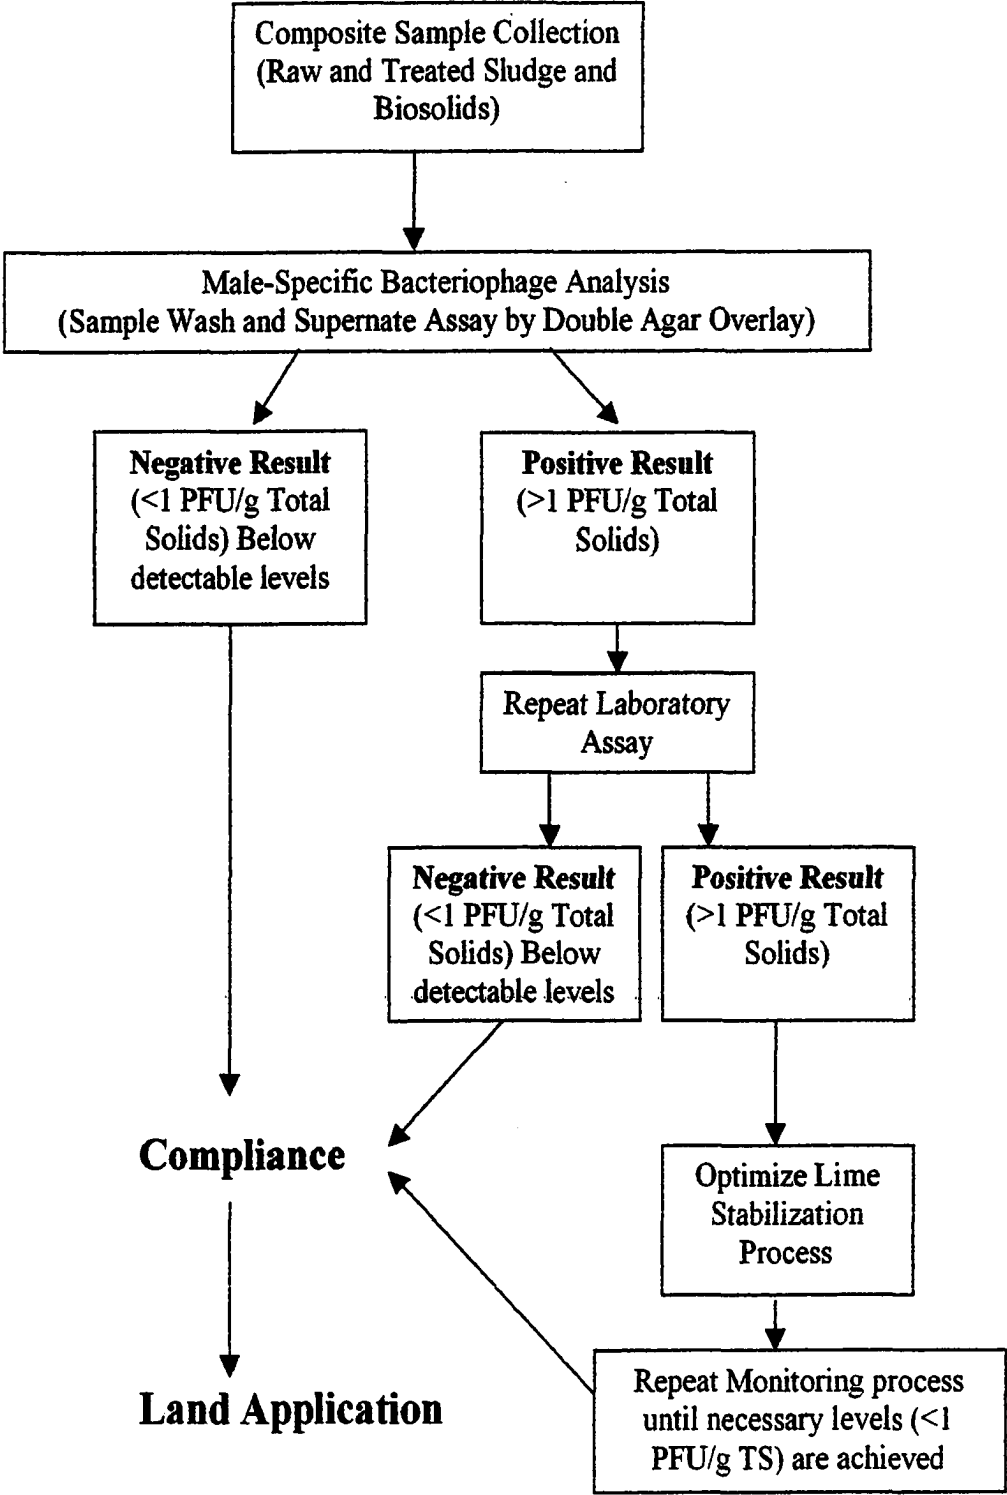 Composite Sample Collection
(Raw and Treated Sludge and
Biosolids)
Male-Specific Bacteriophage Analysis
(Sample Wash and Supernate Assay by Double Agar Overlay)
Negative Result
(<1 PFU/g Total
Solids) Below
detectable levels
Positive Result
(>1 PFU/g Total
Solids)
Repeat Laboratory
Assay
Negative Result
(<1 PFU/g Total
Solids) Below
detectable levels
Positive Result
(>1 PFU/g Total
Solids)
Compliance
Optimize Lime
Stabilization
Process
Land Application
Repeat Monitoring process
until necessary levels (<1
PFU/g TS) are achieved